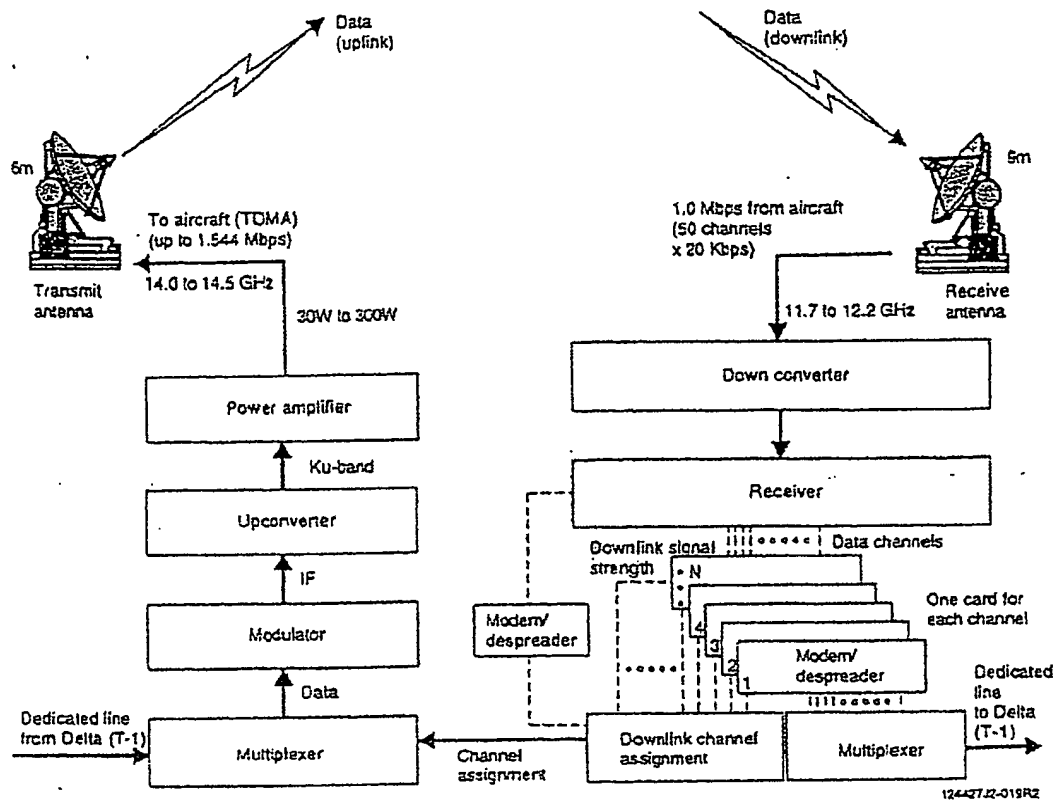 Data
(uplink)
Data
(downlink)
6m
To aircraft (TDMA)
(up to 1.544 Mbps)
14.0 to 14.5 GHz
Transmit
antenna
30W to 300W
1.0 Mbps from aircraft
(50 channels
x 20 Kbps)
11.7 to 12.2 GHz
Receive
antenna
Power amplifier
Ku-band
Upconverter
IF
Modulator
Data
Dedicated line
from Delta (T-1)
Multiplexer
Channel
assignment
Down converter
Receiver
Downlink signal
strength
Data channels
N
4
3
2
1
One card for
each channel
Modem/
despreader
Modem/
despreader
Downlink channel
assignment
Multiplexer
Dedicated
line
to Delta
(T-1)